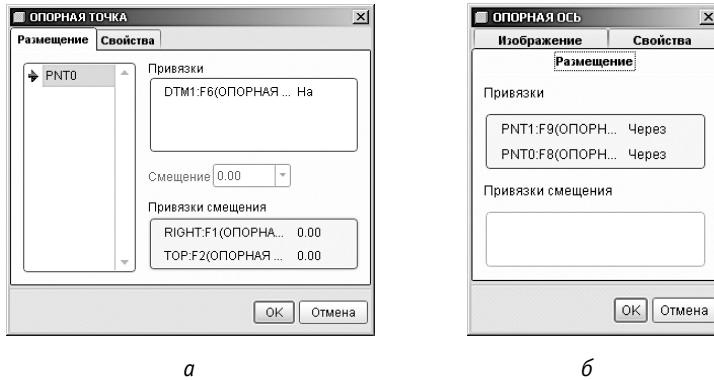 ОПОРНАЯ ТОЧКА
Размещение Свойства
PNT0
Привязки
DTM1:F6(ОПОРНАЯ ... На
Смещение 0.00
Привязки смещения
RIGHT:F1(ОПОРНА... 0.00
TOP:F2(ОПОРНАЯ ... 0.00
OK Отмена
а
ОПОРНАЯ ОСЬ
Изображение Свойства
Размещение
Привязки
PNT1:F9(ОПОРН... Через
PNT0:F8(ОПОРН... Через
Привязки смещения
OK Отмена
б